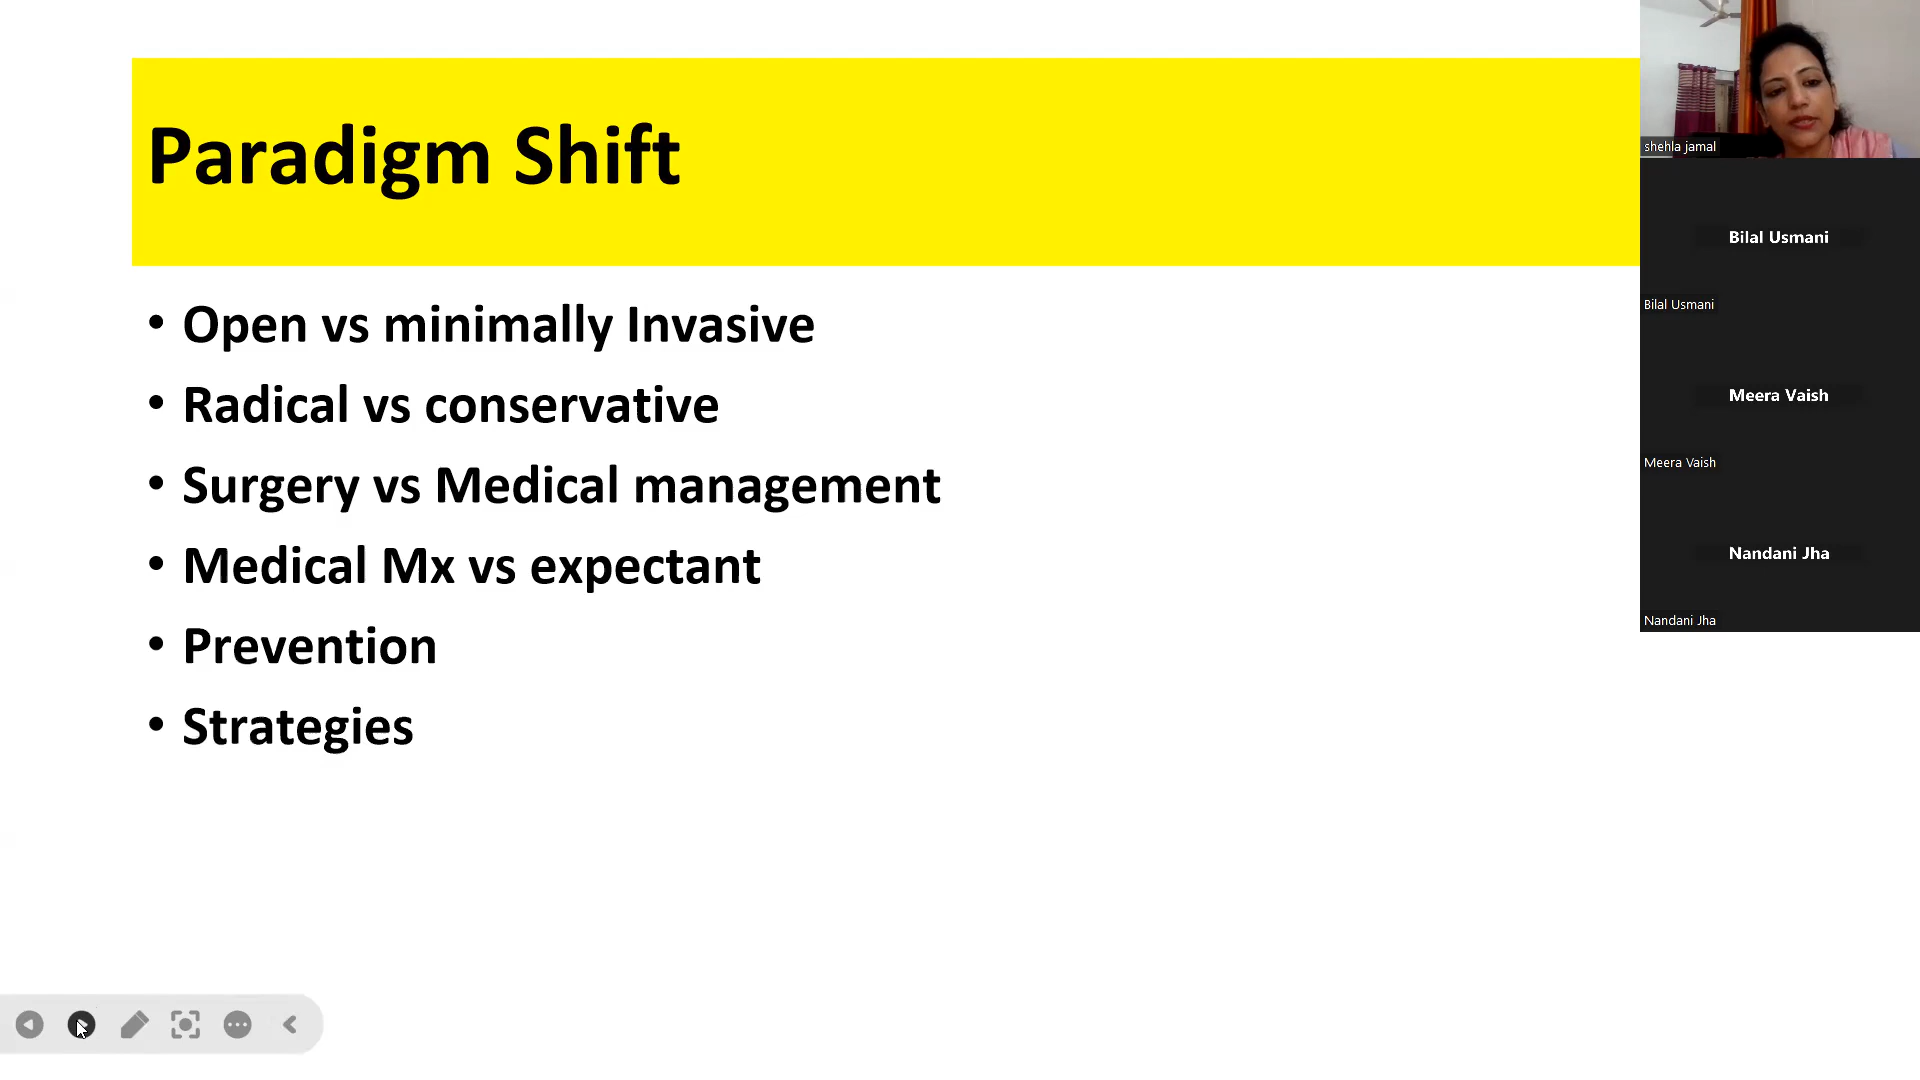 Paradigm Shift
• Open vs minimally Invasive
• Radical vs conservative
• Surgery vs Medical management
• Medical Mx vs expectant
• Prevention
• Strategies
shehla jamal
Bilal Usmani
Bilal Usmani
Meera Vaish
Meera Vaish
Nandani Jha
Nandani Jha